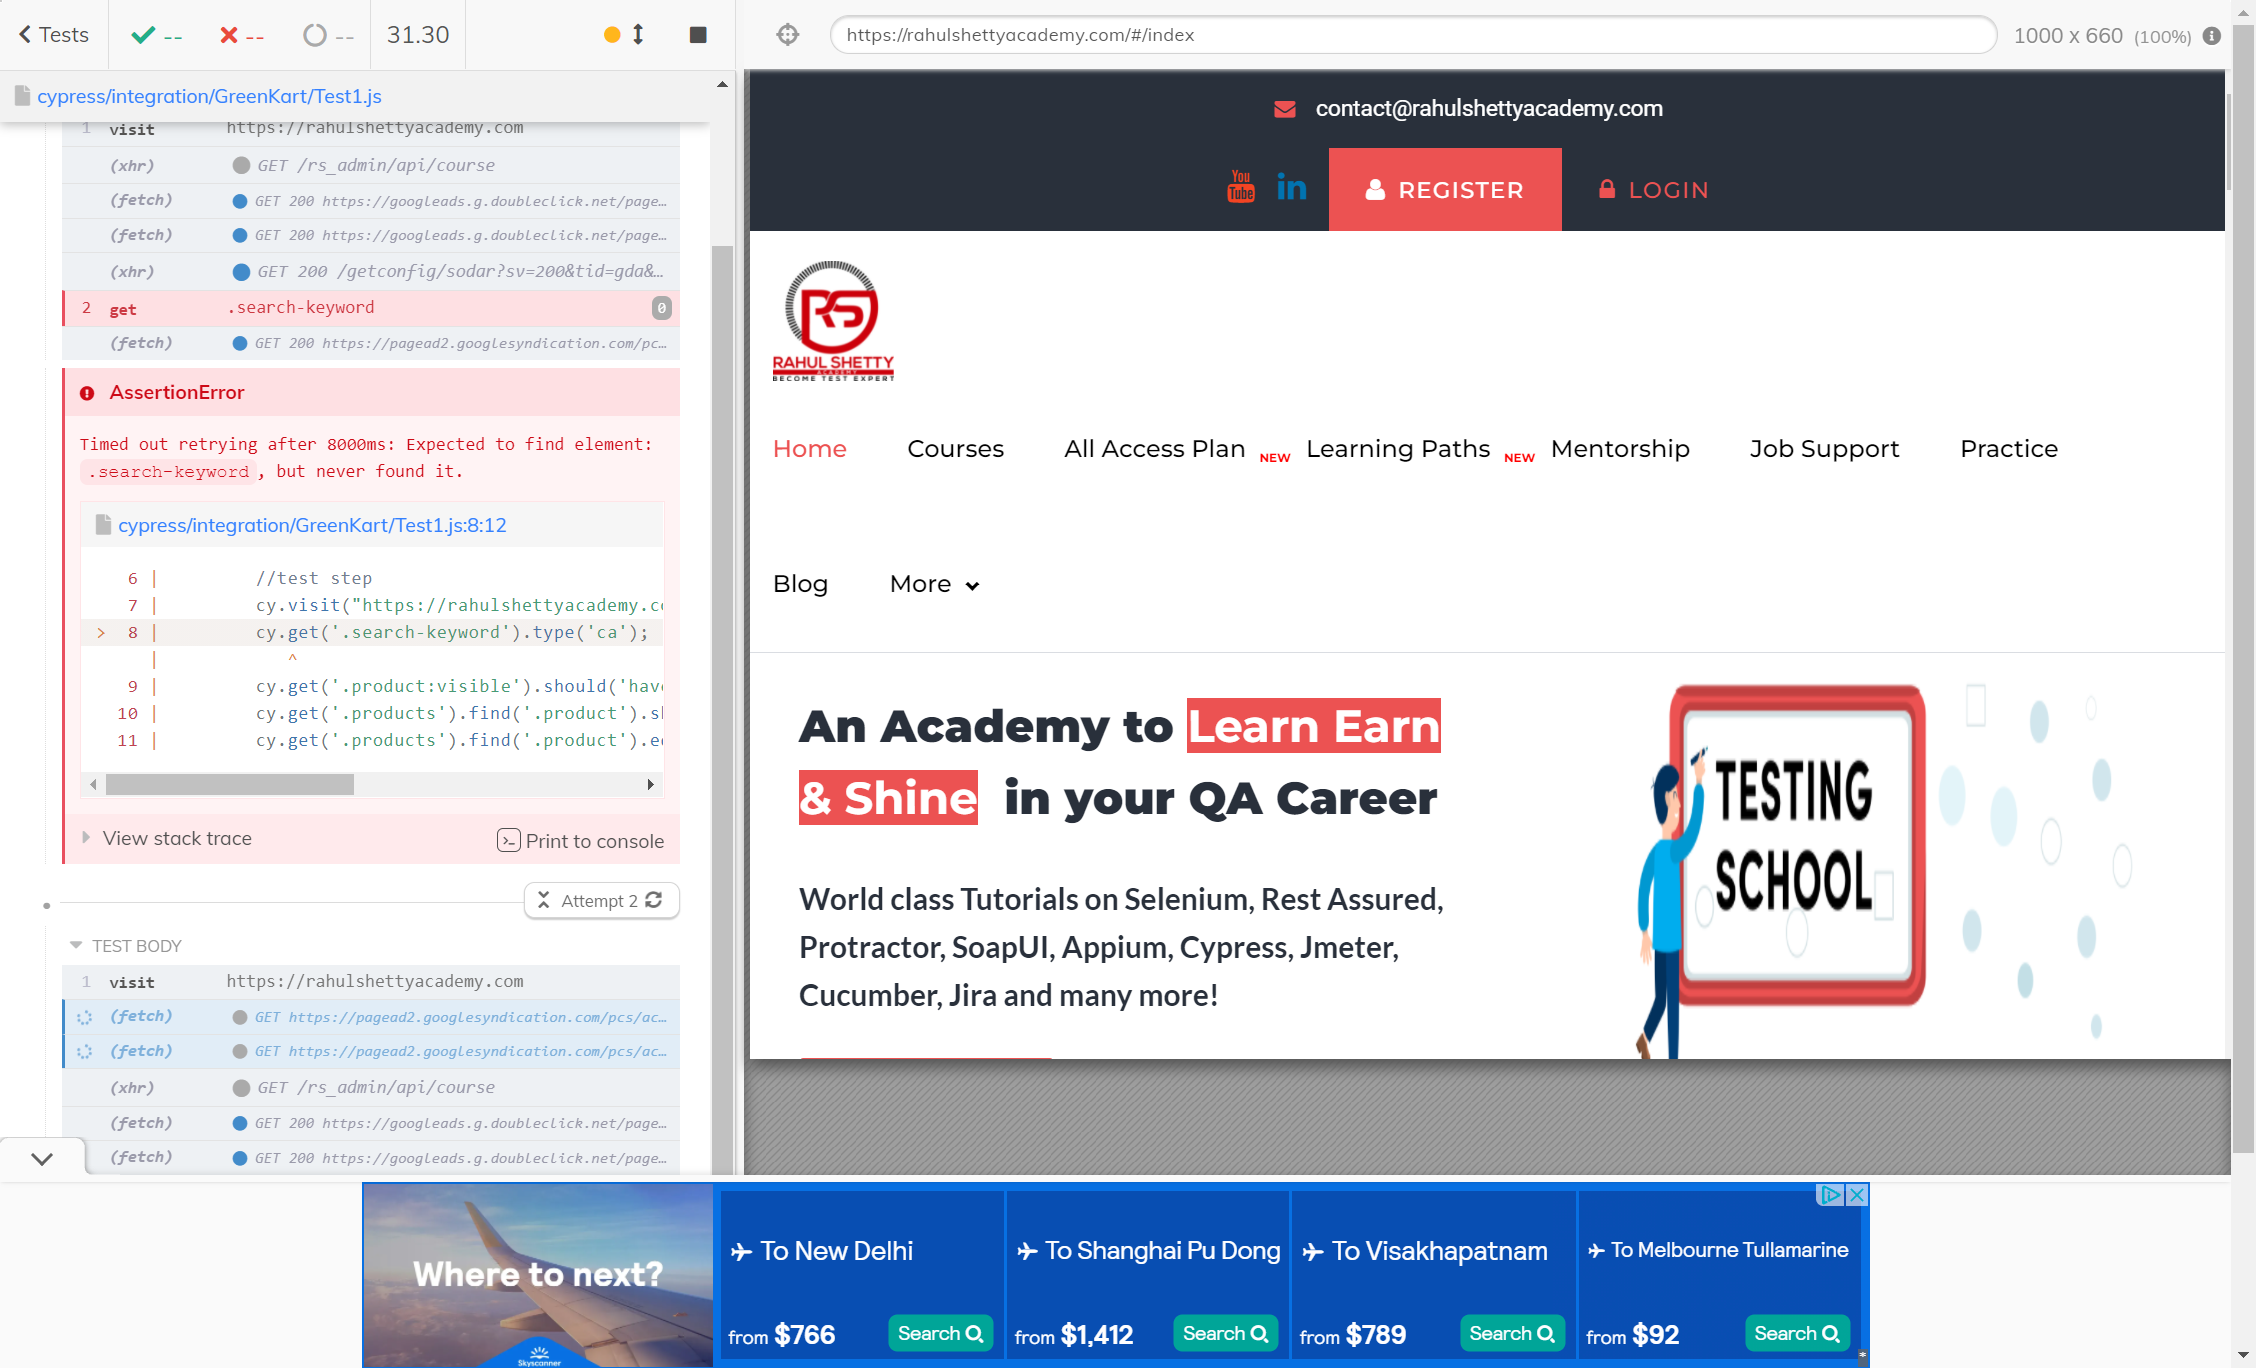 Tests -- -- -- 31.30
cypress/integration/GreenKart/Test1.js
1 visit https://rahulshettyacademy.com
(xhr) GET /rs_admin/api/course
(fetch) GET 200 https://googleads.g.doubleclick.net/page…
(fetch) GET 200 https://googleads.g.doubleclick.net/page…
(xhr) GET 200 /getconfig/sodar?sv=200&tid=gda&…
2 get .search-keyword 0
(fetch) GET 200 https://pagead2.googlesyndication.com/pc…
AssertionError
Timed out retrying after 8000ms: Expected to find element:
.search-keyword, but never found it.
cypress/integration/GreenKart/Test1.js:8:12
6 | //test step
7 | cy.visit("https://rahulshettyacademy.co
> 8 | cy.get('.search-keyword').type('ca');
| ^
9 | cy.get('.product:visible').should('have
10 | cy.get('.products').find('.product').sh
11 | cy.get('.products').find('.product').eq
View stack trace
Print to console
Attempt 2
TEST BODY
1 visit https://rahulshettyacademy.com
(fetch) GET https://pagead2.googlesyndication.com/pcs/ac…
(fetch) GET https://pagead2.googlesyndication.com/pcs/ac…
(xhr) GET /rs_admin/api/course
(fetch) GET 200 https://googleads.g.doubleclick.net/page…
(fetch) GET 200 https://googleads.g.doubleclick.net/page…
https://rahulshettyacademy.com/#/index
1000 x 660 (100%)
contact@rahulshettyacademy.com
You
Tube
in
REGISTER
LOGIN
RS
RAHUL SHETTY
ACADEMY
BECOME TEST EXPERT
Home Courses All Access Plan NEW Learning Paths NEW Mentorship Job Support Practice
Blog More
An Academy to Learn Earn
& Shine in your QA Career
World class Tutorials on Selenium, Rest Assured,
Protractor, SoapUI, Appium, Cypress, Jmeter,
Cucumber, Jira and many more!
TESTING
SCHOOL
Where to next?
Skyscanner
To New Delhi
from $766
Search
To Shanghai Pu Dong
from $1,412
Search
To Visakhapatnam
from $789
Search
To Melbourne Tullamarine
from $92
Search